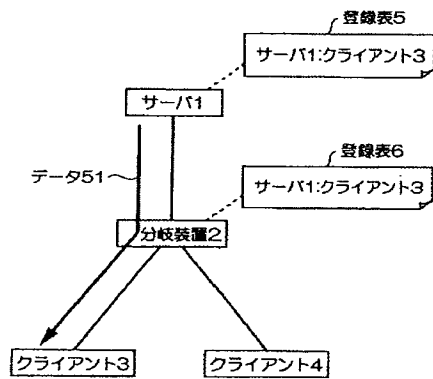 登録表5
サーバ1:クライアント3
サーバ1
登録表6
データ51
サーバ1:クライアント3
分岐装置2
クライアント3
クライアント4